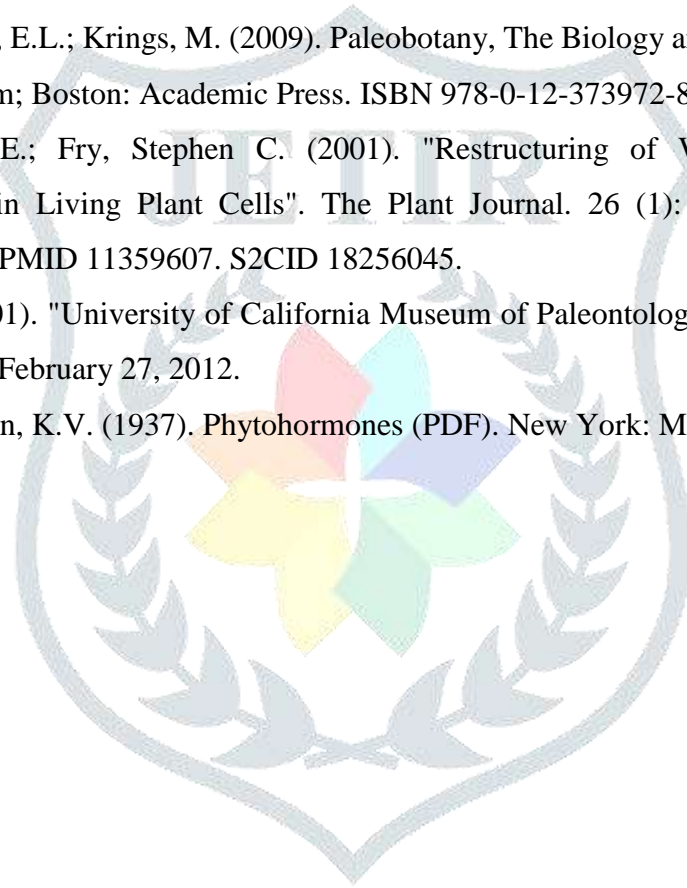 , E.L.; Krings, M. (2009). Paleobotany, The Biology a
m; Boston: Academic Press. ISBN 978-0-12-373972-8
JETIR
E.; Fry, Stephen C. (2001). "Restructuring of
in Living Plant Cells". The Plant Journal. 26 (1):
PMID 11359607. S2CID 18256045.
01). "University of California Museum of Paleontolog
February 27, 2012.
n, K.V. (1937). Phytohormones (PDF). New York: M